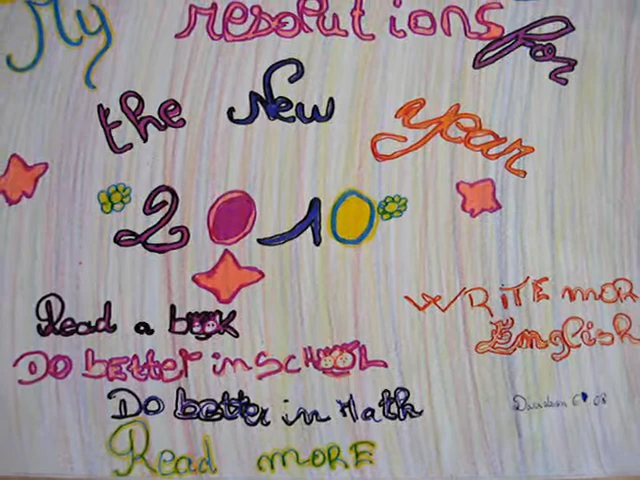 My resolutions for
the New year
2010
Read a book
WRITE mOR
English
DO better in SCHOOL
Do better in Math
Read mORE